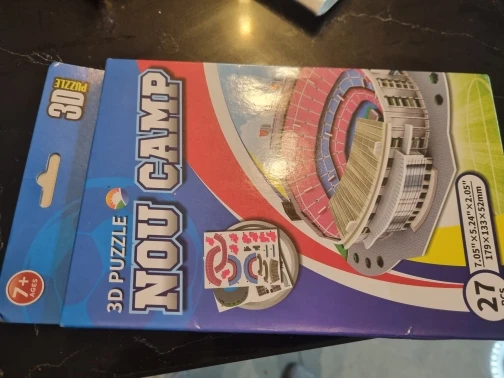 3D
PUZZLE
7+
AGES
3D PUZZLE
NOU CAMP
7.05"×5.24"×2.05"
179×133×52mm
27
PCS